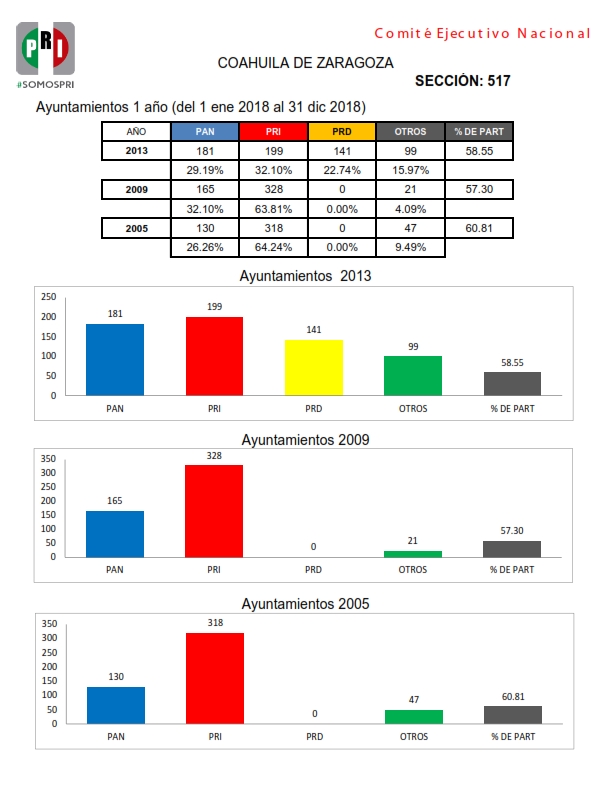 Comité Ejecutivo Nacional
PRI
#SOMOSPRI
COAHUILA DE ZARAGOZA
SECCIÓN: 517
Ayuntamientos 1 año (del 1 ene 2018 al 31 dic 2018)
AÑO PAN PRI PRD OTROS % DE PART
2013 181 199 141 99 58.55
29.19% 32.10% 22.74% 15.97%
2009 165 328 0 21 57.30
32.10% 63.81% 0.00% 4.09%
2005 130 318 0 47 60.81
26.26% 64.24% 0.00% 9.49%
Ayuntamientos 2013
250
200
150
100
50
0
181 199 141 99 58.55
PAN PRI PRD OTROS % DE PART
Ayuntamientos 2009
350
300
250
200
150
100
50
0
165 328 0 21 57.30
PAN PRI PRD OTROS % DE PART
Ayuntamientos 2005
350
300
250
200
150
100
50
0
130 318 0 47 60.81
PAN PRI PRD OTROS % DE PART